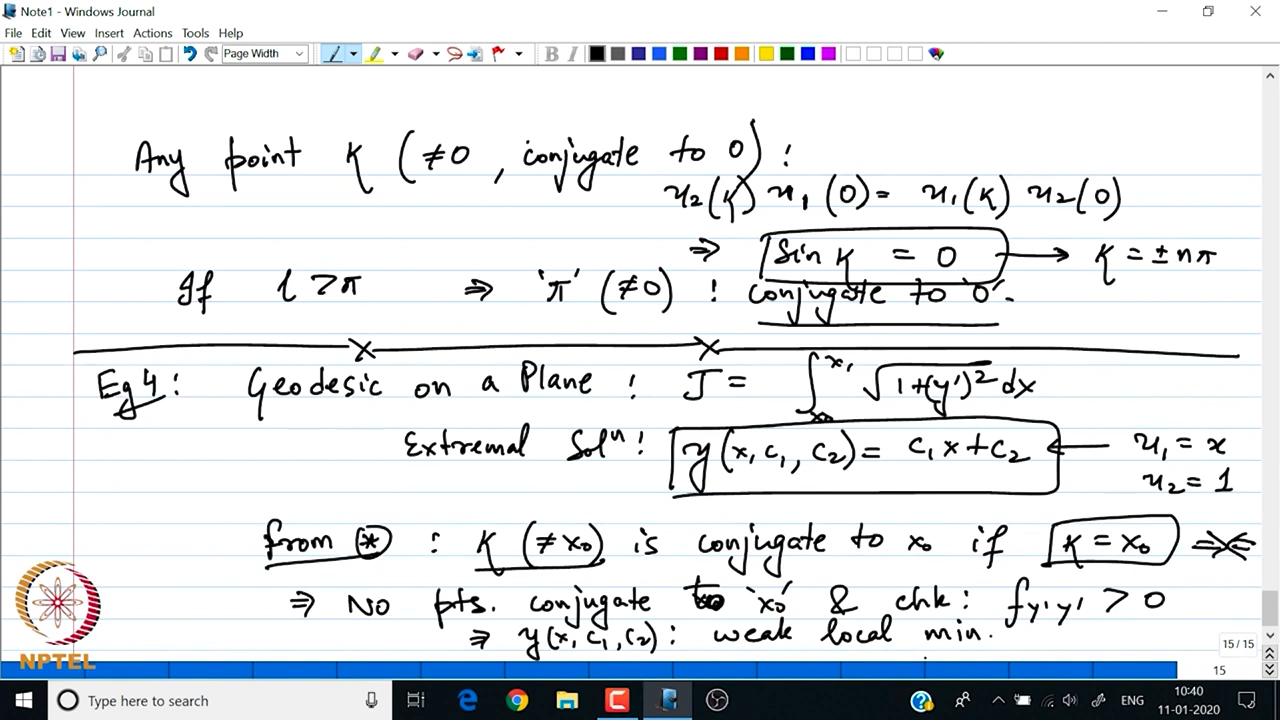 Note1 - Windows Journal
File Edit View Insert Actions Tools Help
Page Width
B I
Any point K (≠0, conjugate to 0) :
u2(K) u1(0) = u1(K) u2(0)
⇒ Sin K = 0 → K = ±nπ
If l > π ⇒ 'π' (≠0) : conjugate to '0'.
Eg 4 : Geodesic on a Plane : J = ∫_{x0}^{x1} √1+(y')² dx
Extremal Solⁿ : y(x, c1, c2) = c1 x + c2 ← u1 = x
u2 = 1
from (*) : K (≠ x0) is conjugate to x0 if K = x0 ⇒⇐
⇒ No pts. conjugate to 'x0' & chk : fy'y' > 0
⇒ y(x, c1, c2) : weak local min.
NPTEL
15 / 15
15
Type here to search
ENG
10:40
11-01-2020